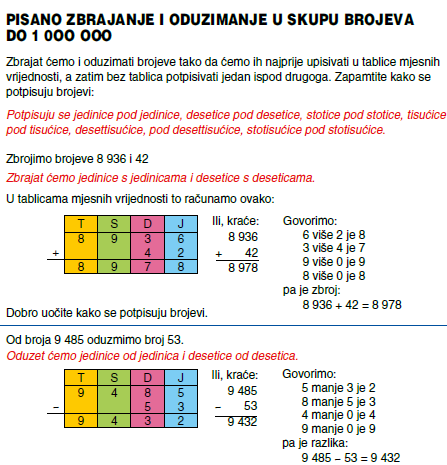 PISANO ZBRAJANJE I ODUZIMANJE U SKUPU BROJEVA
DO 1 000 000
Zbrajat ćemo i oduzimati brojeve tako da ćemo ih najprije upisivati u tablice mjesnih
vrijednosti, a zatim bez tablica potpisivati jedan ispod drugoga. Zapamtite kako se
potpisuju brojevi:
Potpisuju se jedinice pod jedinice, desetice pod desetice, stotice pod stotice, tisućice
pod tisućice, desettisućice, pod desettisućice, stotisućice pod stotisućice.
Zbrojimo brojeve 8 936 i 42
Zbrajat ćemo jedinice s jedinicama i desetice s deseticama.
U tablicama mjesnih vrijednosti to računamo ovako:
T S D J
8 9 3 6
+ 4 2
8 9 7 8
Ili, kraće:
8 936
+ 42
8 978
Govorimo:
6 više 2 je 8
3 više 4 je 7
9 više 0 je 9
8 više 0 je 8
pa je zbroj:
8 936 + 42 = 8 978
Dobro uočite kako se potpisuju brojevi.
Od broja 9 485 oduzmimo broj 53.
Oduzet ćemo jedinice od jedinica i desetice od desetica.
T S D J
9 4 8 5
– 5 3
9 4 3 2
Ili, kraće:
9 485
– 53
9 432
Govorimo:
5 manje 3 je 2
8 manje 5 je 3
4 manje 0 je 4
9 manje 0 je 9
pa je razlika:
9 485 – 53 = 9 432